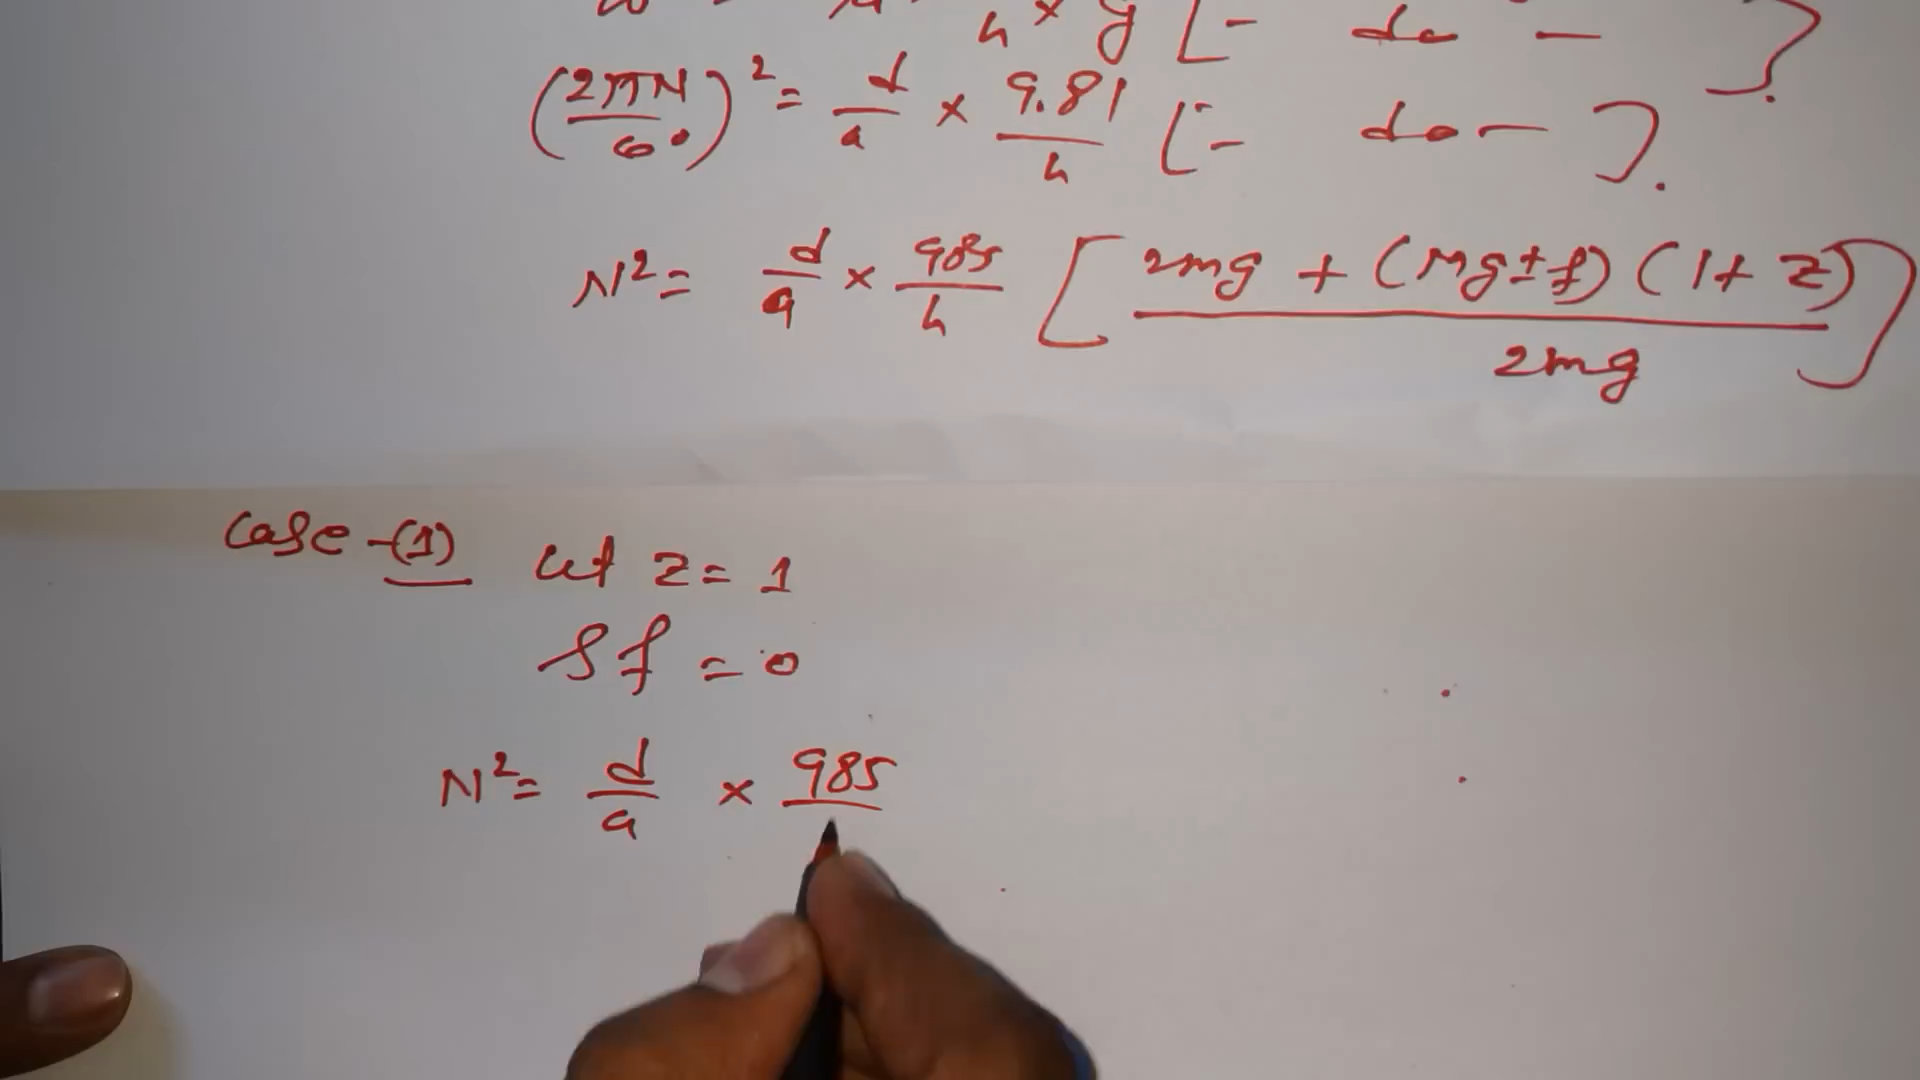 h × g [- do -].
(2πN/60)² = d/a × 9.81/h [- do -].
N² = d/a × 985/h [2mg + (Mg±f) (1+ Z)/2mg]
Case-(1) let Z = 1
& f = 0
N² = d/a × 985